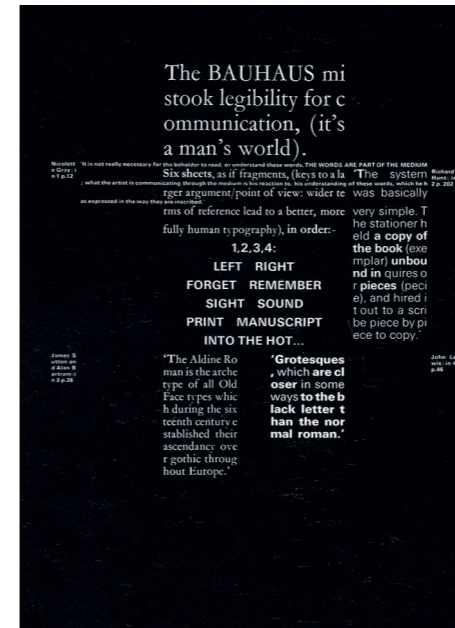 The BAUHAUS mi
stook legibility for c
ommunication, (it's
a man's world).
Nicolett
e Gray: i
n 1 p.12
'It is not really necessary for the beholder to read, or understand these words. THE WORDS ARE PART OF THE MEDIUM
; what the artist is communicating through the medium is his reaction to, his understanding of these words, which he h
as expressed in the way they are inscribed.'
Six sheets, as if fragments, (keys to a la
rger argument/point of view: wider te
rms of reference lead to a better, more
fully human typography), in order:-
'The system
was basically
very simple. T
he stationer h
eld a copy of
the book (exe
mplar) unbou
nd in quires o
r pieces (peci
e), and hired i
t out to a scri
be piece by pi
ece to copy.'
Richard
Hunt: in
2 p.202
1,2,3,4:
LEFT RIGHT
FORGET REMEMBER
SIGHT SOUND
PRINT MANUSCRIPT
INTO THE HOT...
James S
utton an
d Alan B
artram: i
n 3 p.26
'The Aldine Ro
man is the arche
type of all Old
Face types whic
h during the six
teenth century e
stablished their
ascendancy ove
r gothic throug
hout Europe.'
'Grotesques
, which are cl
oser in some
ways to the b
lack letter t
han the nor
mal roman.'
John Le
wis: in 4
p.46